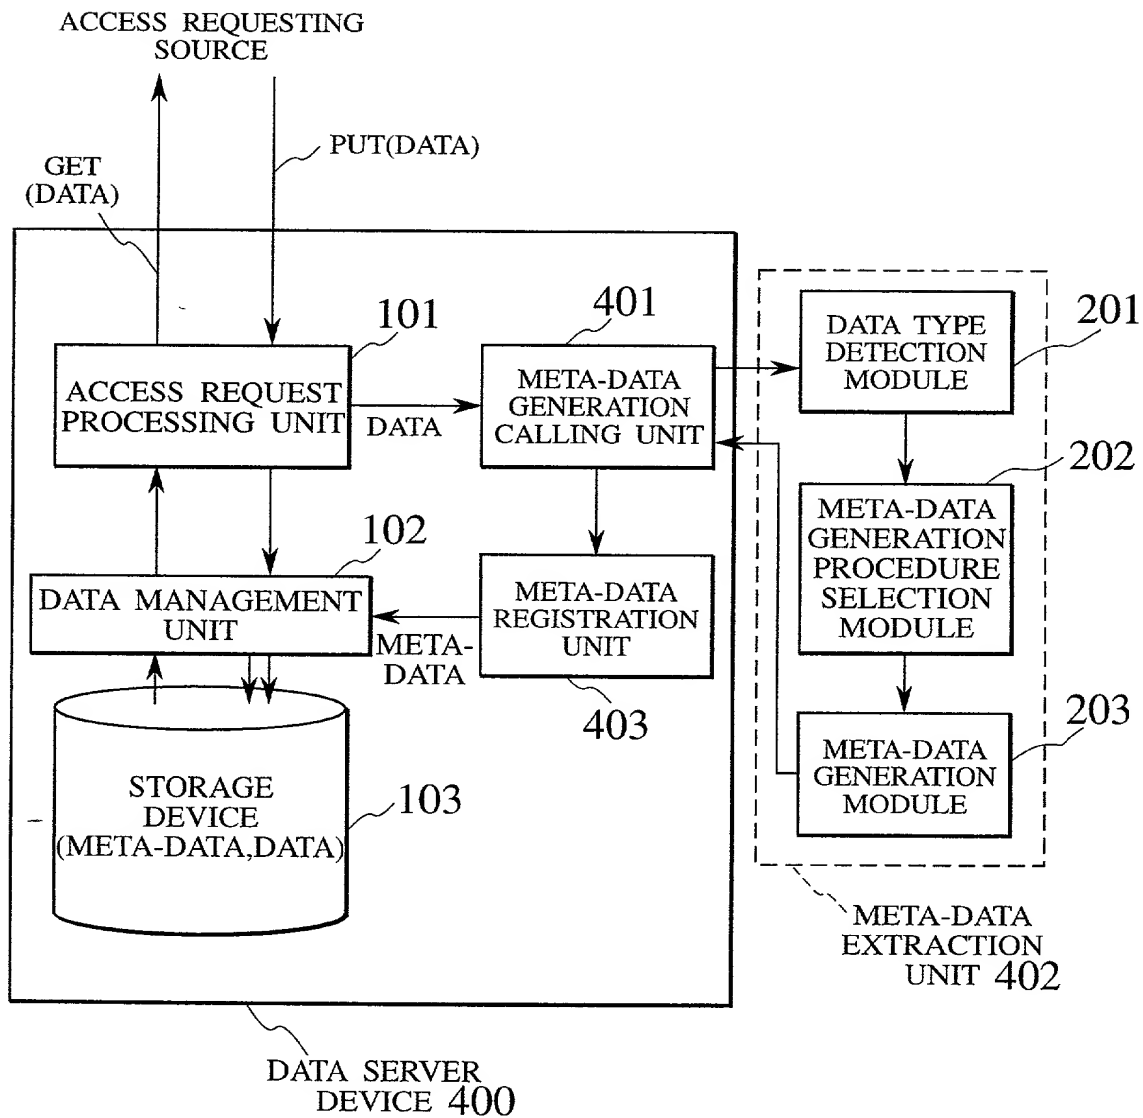 ACCESS REQUESTING
SOURCE
PUT(DATA)
GET
(DATA)
101
ACCESS REQUEST
PROCESSING UNIT
DATA
401
META-DATA
GENERATION
CALLING UNIT
201
DATA TYPE
DETECTION
MODULE
202
META-DATA
GENERATION
PROCEDURE
SELECTION
MODULE
102
DATA MANAGEMENT
UNIT
META-
DATA
META-DATA
REGISTRATION
UNIT
403
203
META-DATA
GENERATION
MODULE
103
STORAGE
DEVICE
(META-DATA,DATA)
META-DATA
EXTRACTION
UNIT 402
DATA SERVER
DEVICE 400